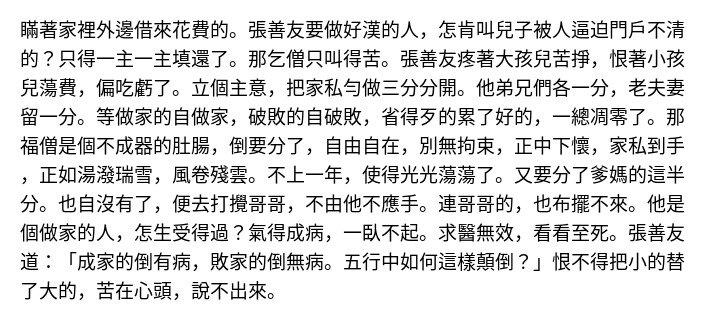 瞞著家裡外邊借來花費的。張善友要做好漢的人，怎肯叫兒子被人逼迫門戶不清
的？只得一主一主填還了。那乞僧只叫得苦。張善友疼著大孩兒苦掙，恨著小孩
兒蕩費，偏吃虧了。立個主意，把家私勻做三分分開。他弟兄們各一分，老夫妻
留一分。等做家的自做家，破敗的自破敗，省得歹的累了好的，一總凋零了。那
福僧是個不成器的肚腸，倒要分了，自由自在，別無拘束，正中下懷，家私到手
，正如湯潑瑞雪，風卷殘雲。不上一年，使得光光蕩蕩了。又要分了爹媽的這半
分。也自沒有了，便去打攪哥哥，不由他不應手。連哥哥的，也布擺不來。他是
個做家的人，怎生受得過？氣得成病，一臥不起。求醫無效，看看至死。張善友
道：「成家的倒有病，敗家的倒無病。五行中如何這樣顛倒？」恨不得把小的替
了大的，苦在心頭，說不出來。